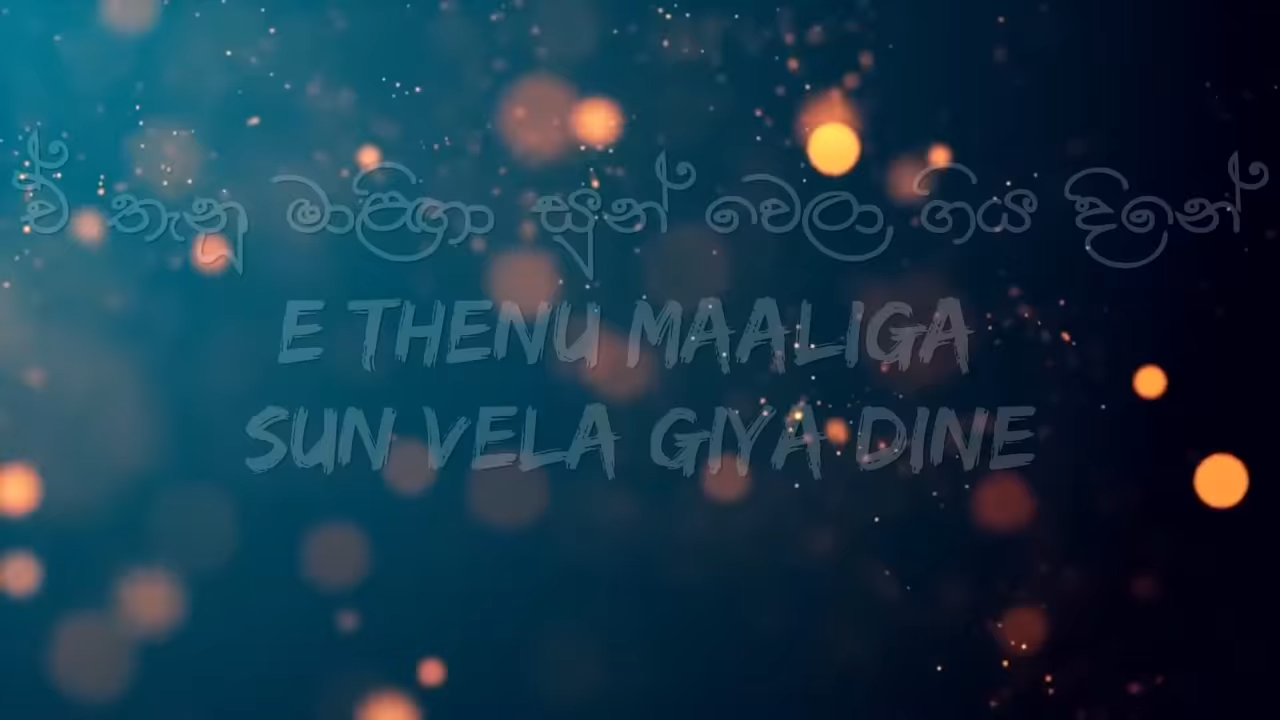 ඒ තැනූ මාලිගා සුන් වෙලා ගිය දිනේ
E THENU MAALIGA
SUN VELA GIYA DINE